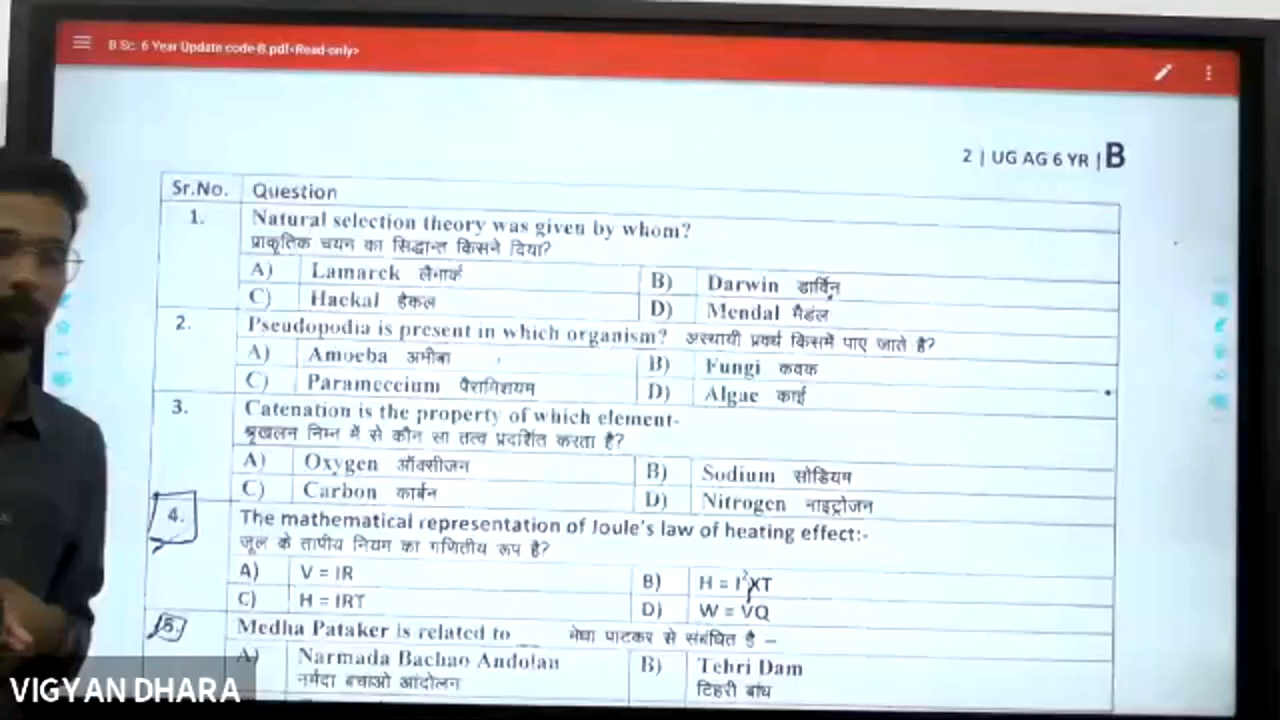 B Sc. 6 Year Update code-B.pdf<Read-only>
2 | UG AG 6 YR | B
Sr.No. Question
1. Natural selection theory was given by whom?
प्राकृतिक चयन का सिद्धान्त किसने दिया?
A) Lamarck लैमार्क B) Darwin डार्विन
C) Hackal हैकल D) Mendal मैडंल
2. Pseudopodia is present in which organism? अस्थायी प्रवर्ध किसमें पाए जाते है?
A) Amoeba अमीबा B) Fungi कवक
C) Parameccium पैरामिशियम D) Algae काई
3. Catenation is the property of which element-
श्रृखलन निम्न में से कौन सा तत्व प्रदर्शित करता है?
A) Oxygen ऑक्सीजन B) Sodium सोडियम
C) Carbon कार्बन D) Nitrogen नाइट्रोजन
4. The mathematical representation of Joule's law of heating effect:-
जूल के तापीय नियम का गणितीय रूप है?
A) V = IR B) H = I²XT
C) H = IRT D) W = VQ
5. Medha Pataker is related to __ मेघा पाटकर से संबंधित है –
A) Narmada Bachao Andolan B) Tehri Dam
नर्मदा बचाओ आंदोलन टिहरी बांध
VIGYAN DHARA